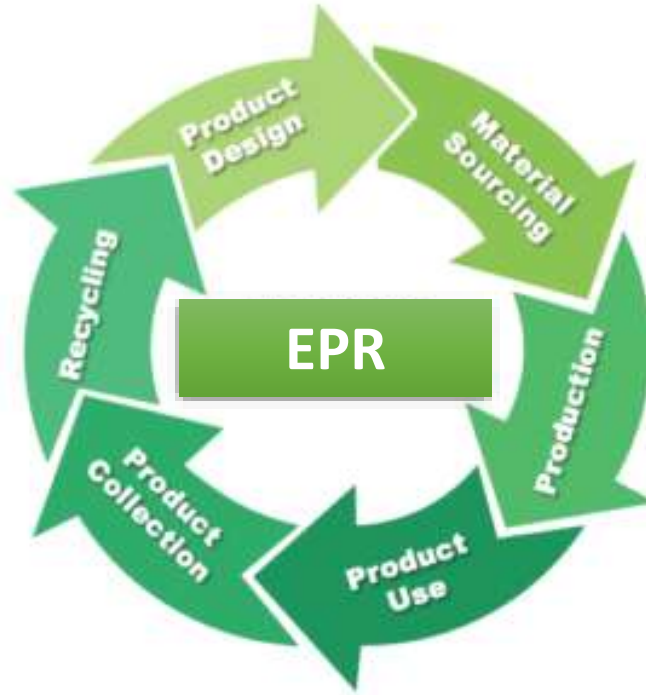 Product
Design
Material
Sourcing
Production
Product
Use
Product
Collection
Recycling
EPR